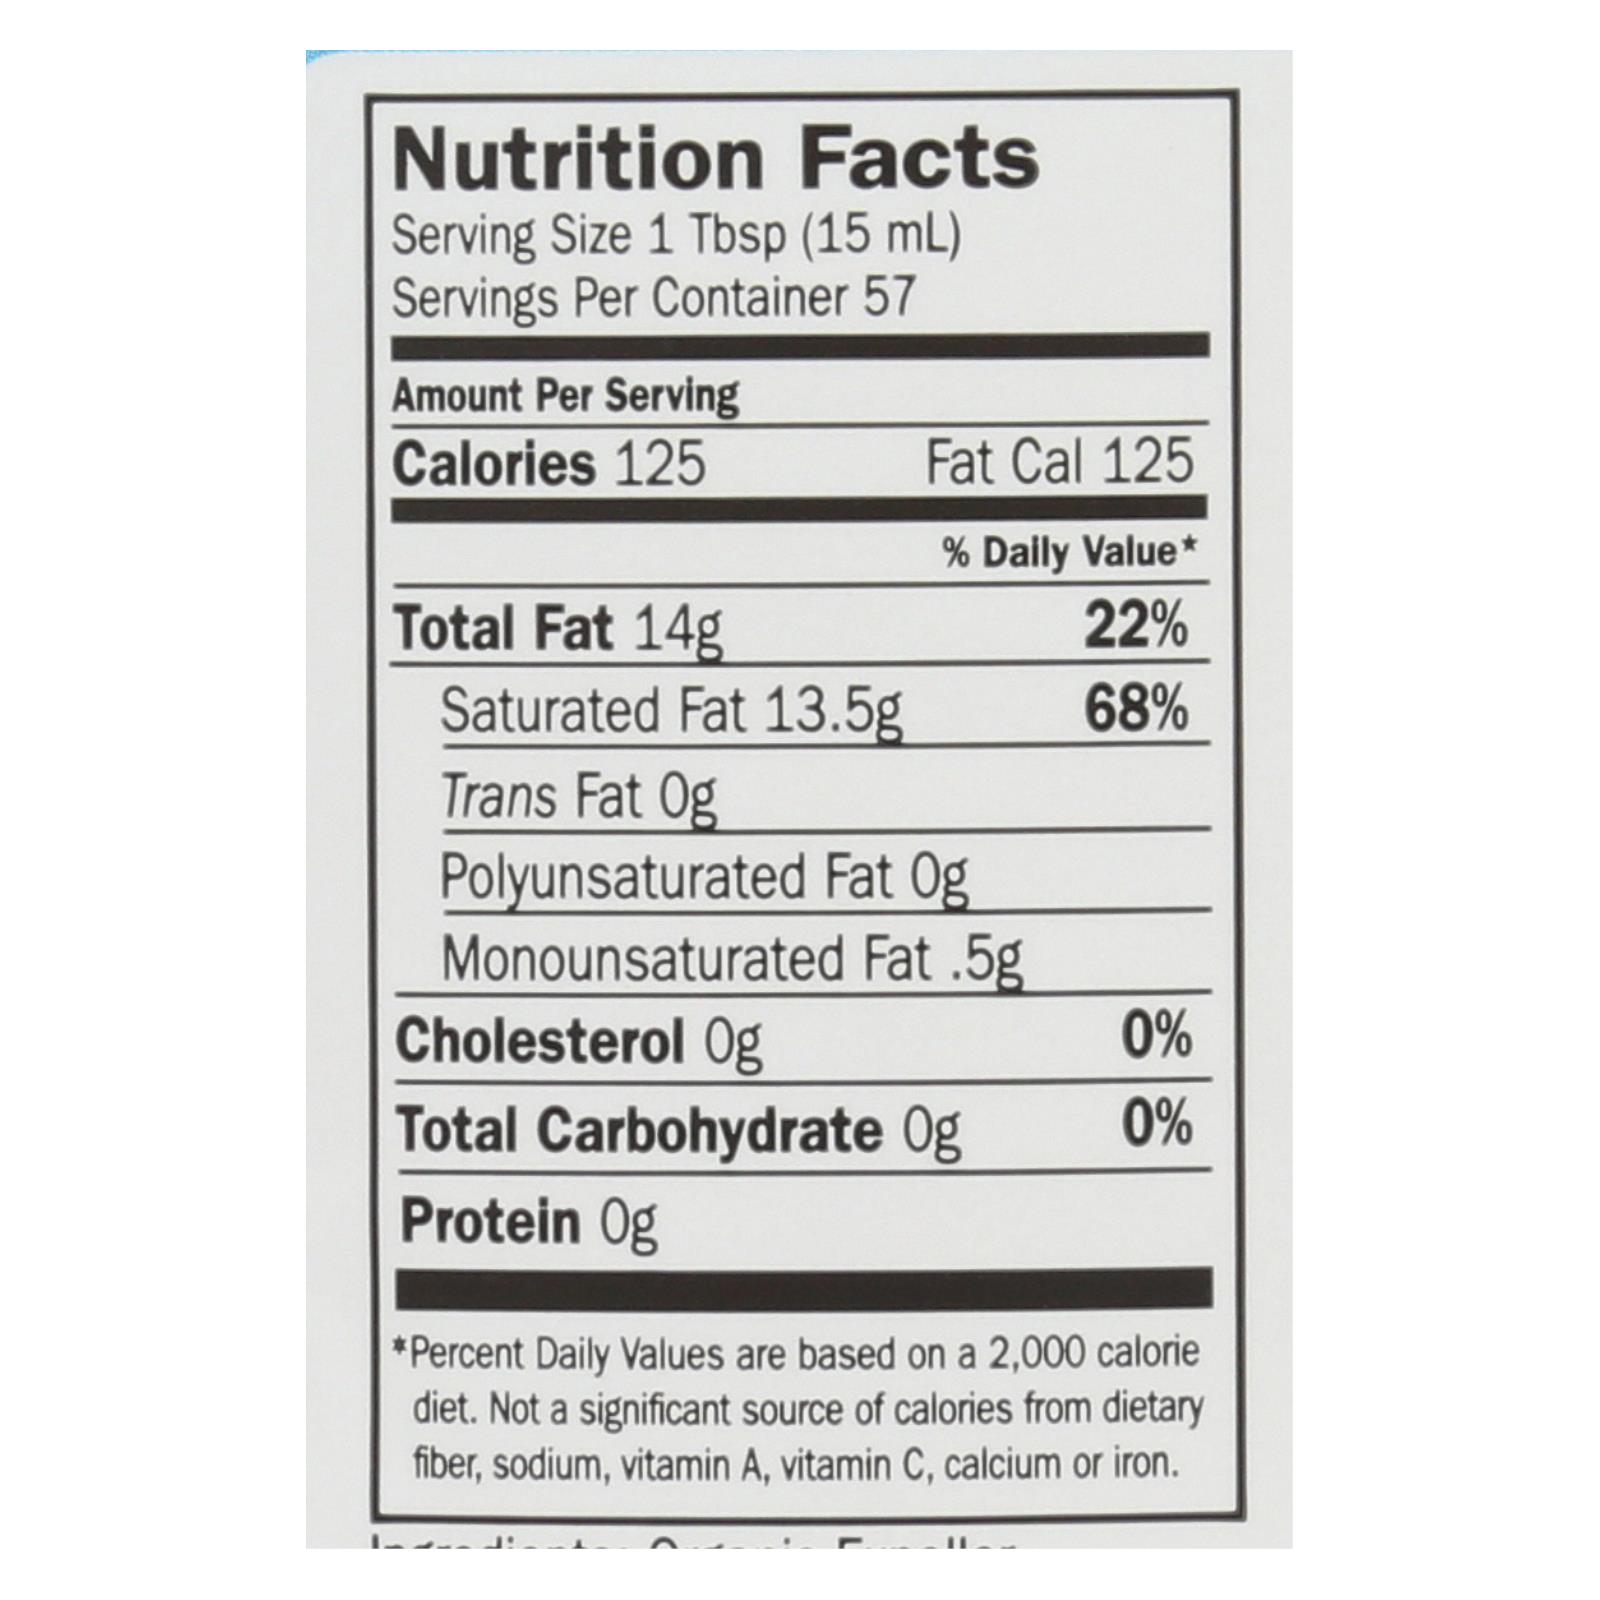 Nutrition Facts
Serving Size 1 Tbsp (15 mL)
Servings Per Container 57
Amount Per Serving
Calories 125 Fat Cal 125
% Daily Value*
Total Fat 14g 22%
Saturated Fat 13.5g 68%
Trans Fat 0g
Polyunsaturated Fat 0g
Monounsaturated Fat .5g
Cholesterol 0g 0%
Total Carbohydrate 0g 0%
Protein 0g
*Percent Daily Values are based on a 2,000 calorie
diet. Not a significant source of calories from dietary
fiber, sodium, vitamin A, vitamin C, calcium or iron.
Ingredients: Organic Expeller